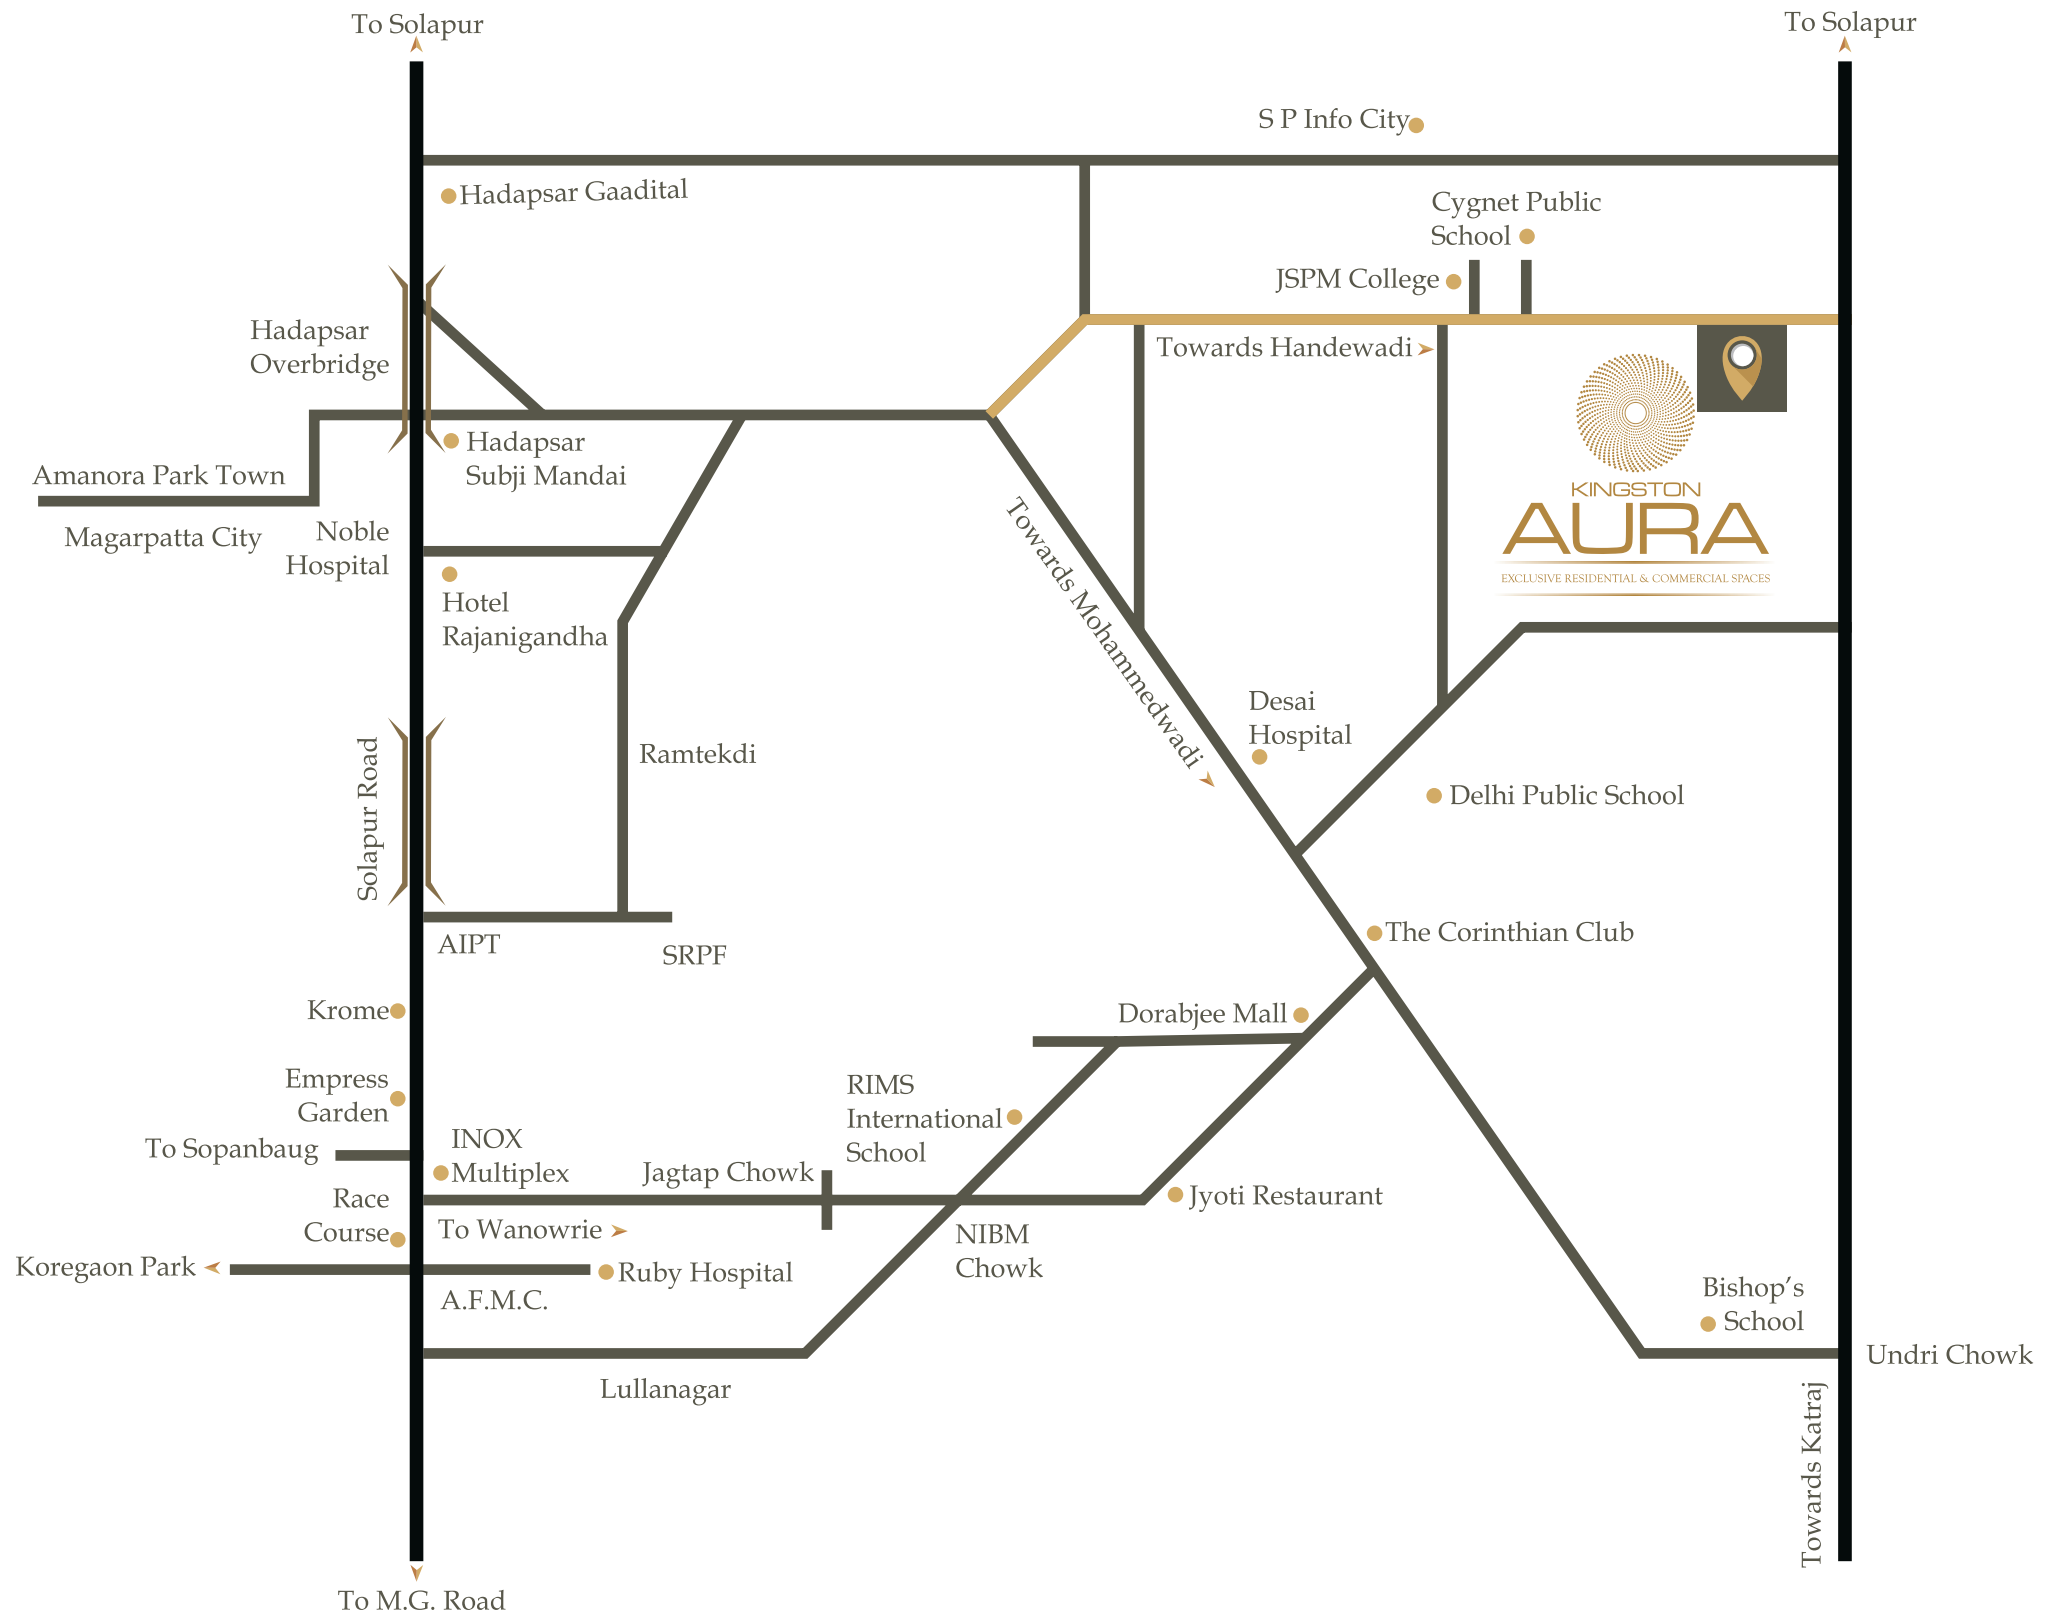 To Solapur
To Solapur
S P Info City
Hadapsar Gaadital
Cygnet Public
School
JSPM College
Hadapsar
Overbridge
Towards Handewadi
Hadapsar
Subji Mandai
Amanora Park Town
Magarpatta City
Noble
Hospital
KINGSTON
AURA
EXCLUSIVE RESIDENTIAL & COMMERCIAL SPACES
Hotel
Rajanigandha
Towards Mohammedwadi
Desai
Hospital
Solapur Road
Ramtekdi
Delhi Public School
AIPT
SRPF
The Corinthian Club
Krome
Dorabjee Mall
Empress
Garden
RIMS
International
School
To Sopanbaug
INOX
Multiplex
Jagtap Chowk
Race
Course
Jyoti Restaurant
To Wanowrie
NIBM
Chowk
Koregaon Park
Ruby Hospital
A.F.M.C.
Bishop's
School
Undri Chowk
Lullanagar
Towards Katraj
To M.G. Road